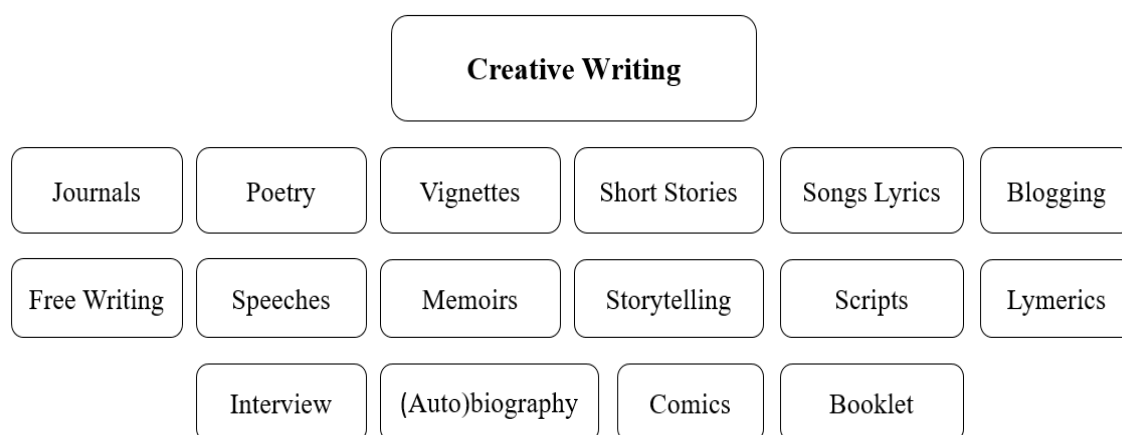 Creative Writing
Journals
Poetry
Vignettes
Short Stories
Songs Lyrics
Blogging
Free Writing
Speeches
Memoirs
Storytelling
Scripts
Lymerics
Interview
(Auto)biography
Comics
Booklet